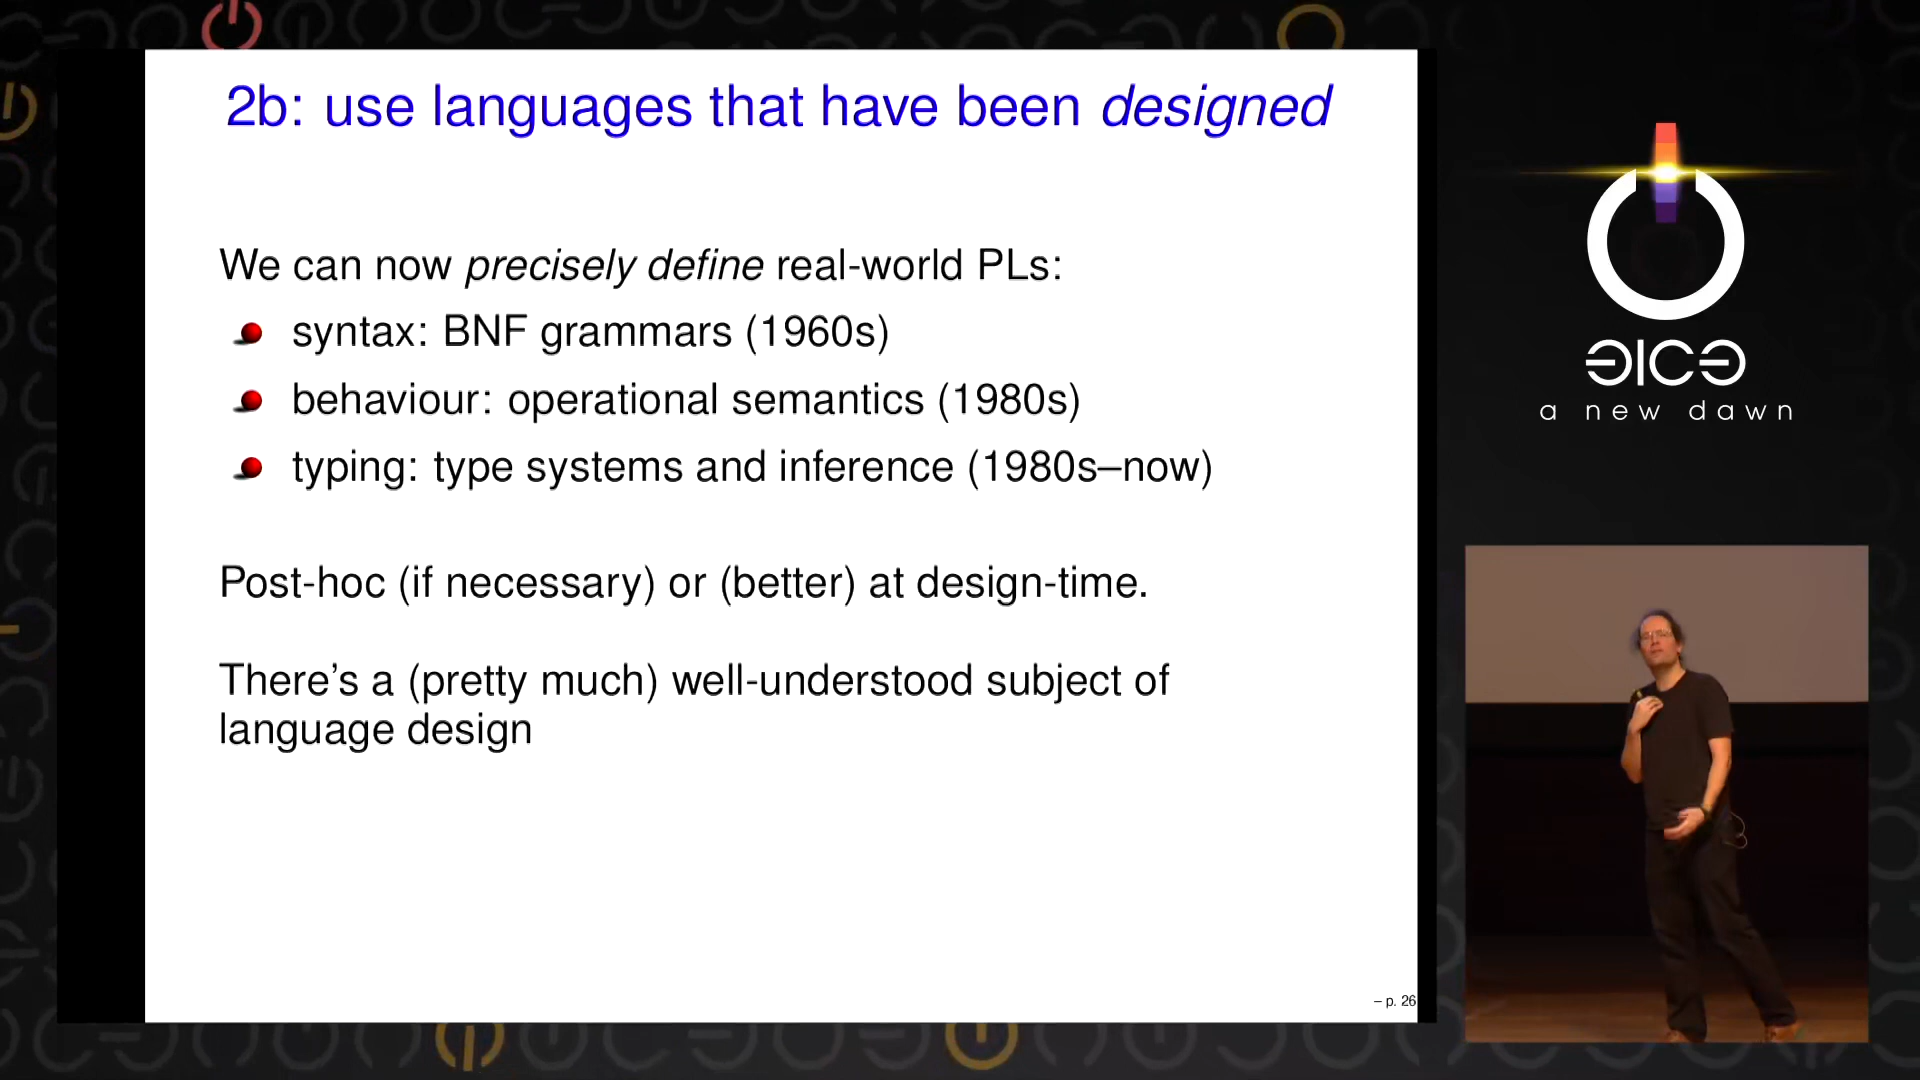 2b: use languages that have been designed
We can now precisely define real-world PLs:
syntax: BNF grammars (1960s)
behaviour: operational semantics (1980s)
typing: type systems and inference (1980s–now)
Post-hoc (if necessary) or (better) at design-time.
There's a (pretty much) well-understood subject of
language design
– p. 26
a new dawn